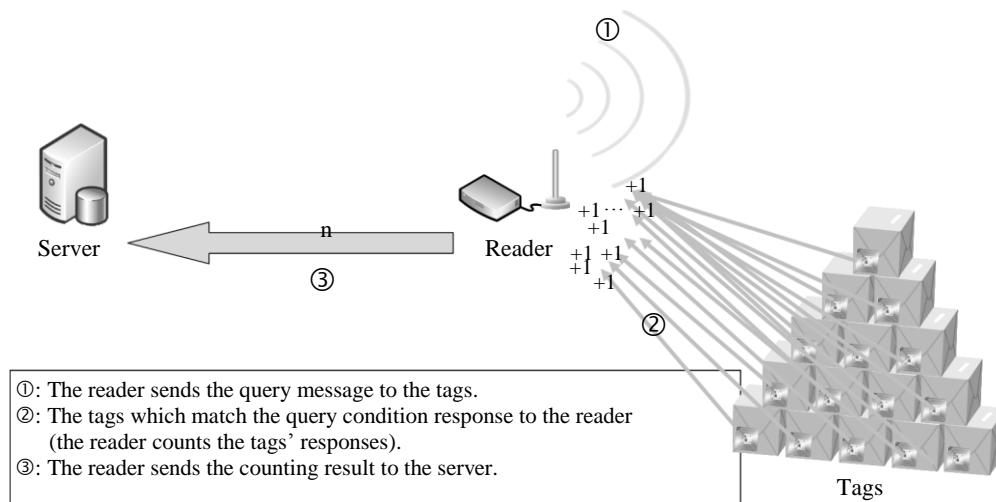 ①
+1
+1 ··· +1
+1
n
Server
Reader
+1 +1
+1
+1
③
②
①: The reader sends the query message to the tags.
②: The tags which match the query condition response to the reader
(the reader counts the tags’ responses).
③: The reader sends the counting result to the server.
Tags